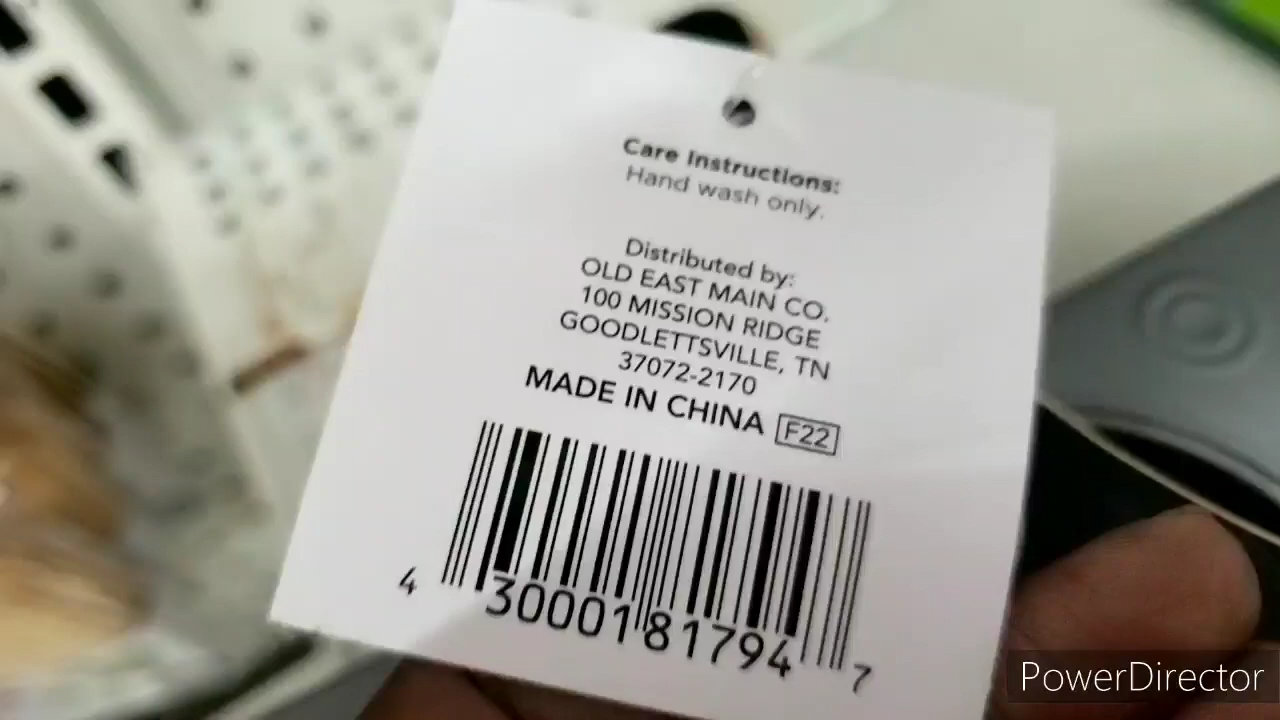 Care Instructions:
Hand wash only.
Distributed by:
OLD EAST MAIN CO.
100 MISSION RIDGE
GOODLETTSVILLE, TN
37072-2170
MADE IN CHINA F22
4 30001 81794 7
PowerDirector